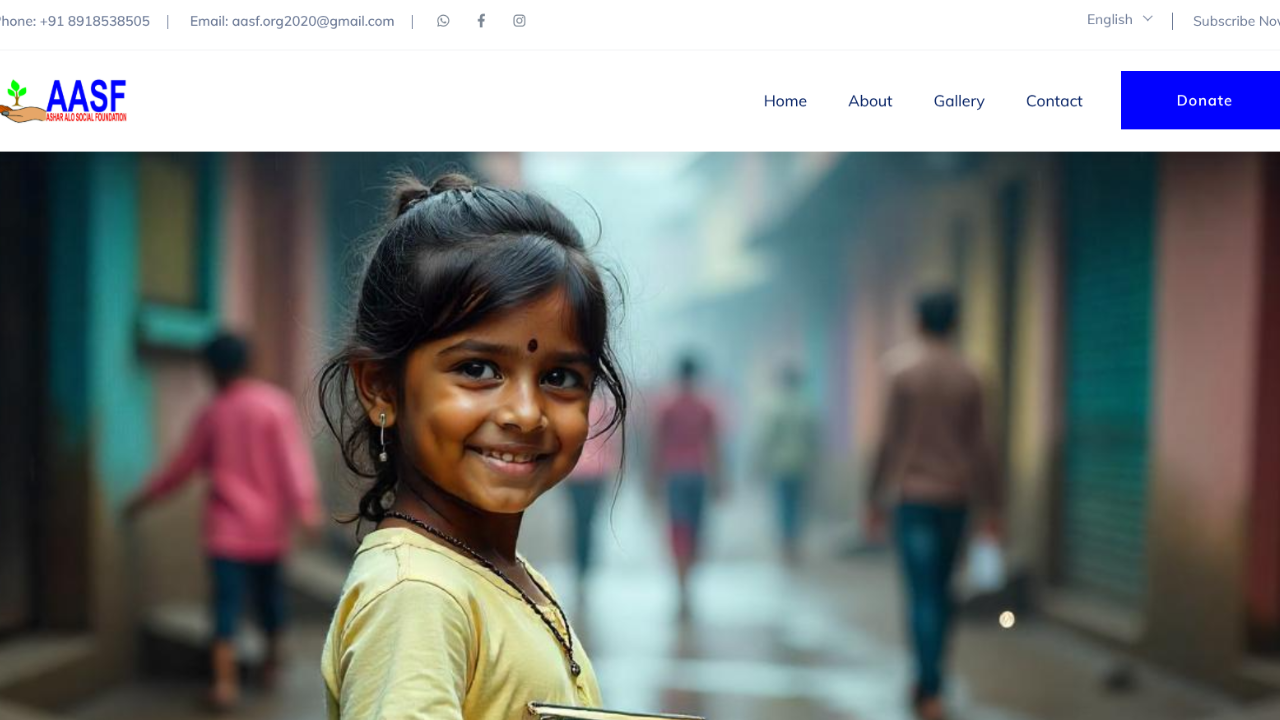 Phone: +91 8918538505 | Email: aasf.org2020@gmail.com | English | Subscribe Nov
AASF
ASHAR ALO SOCIAL FOUNDATION
Home About Gallery Contact Donate